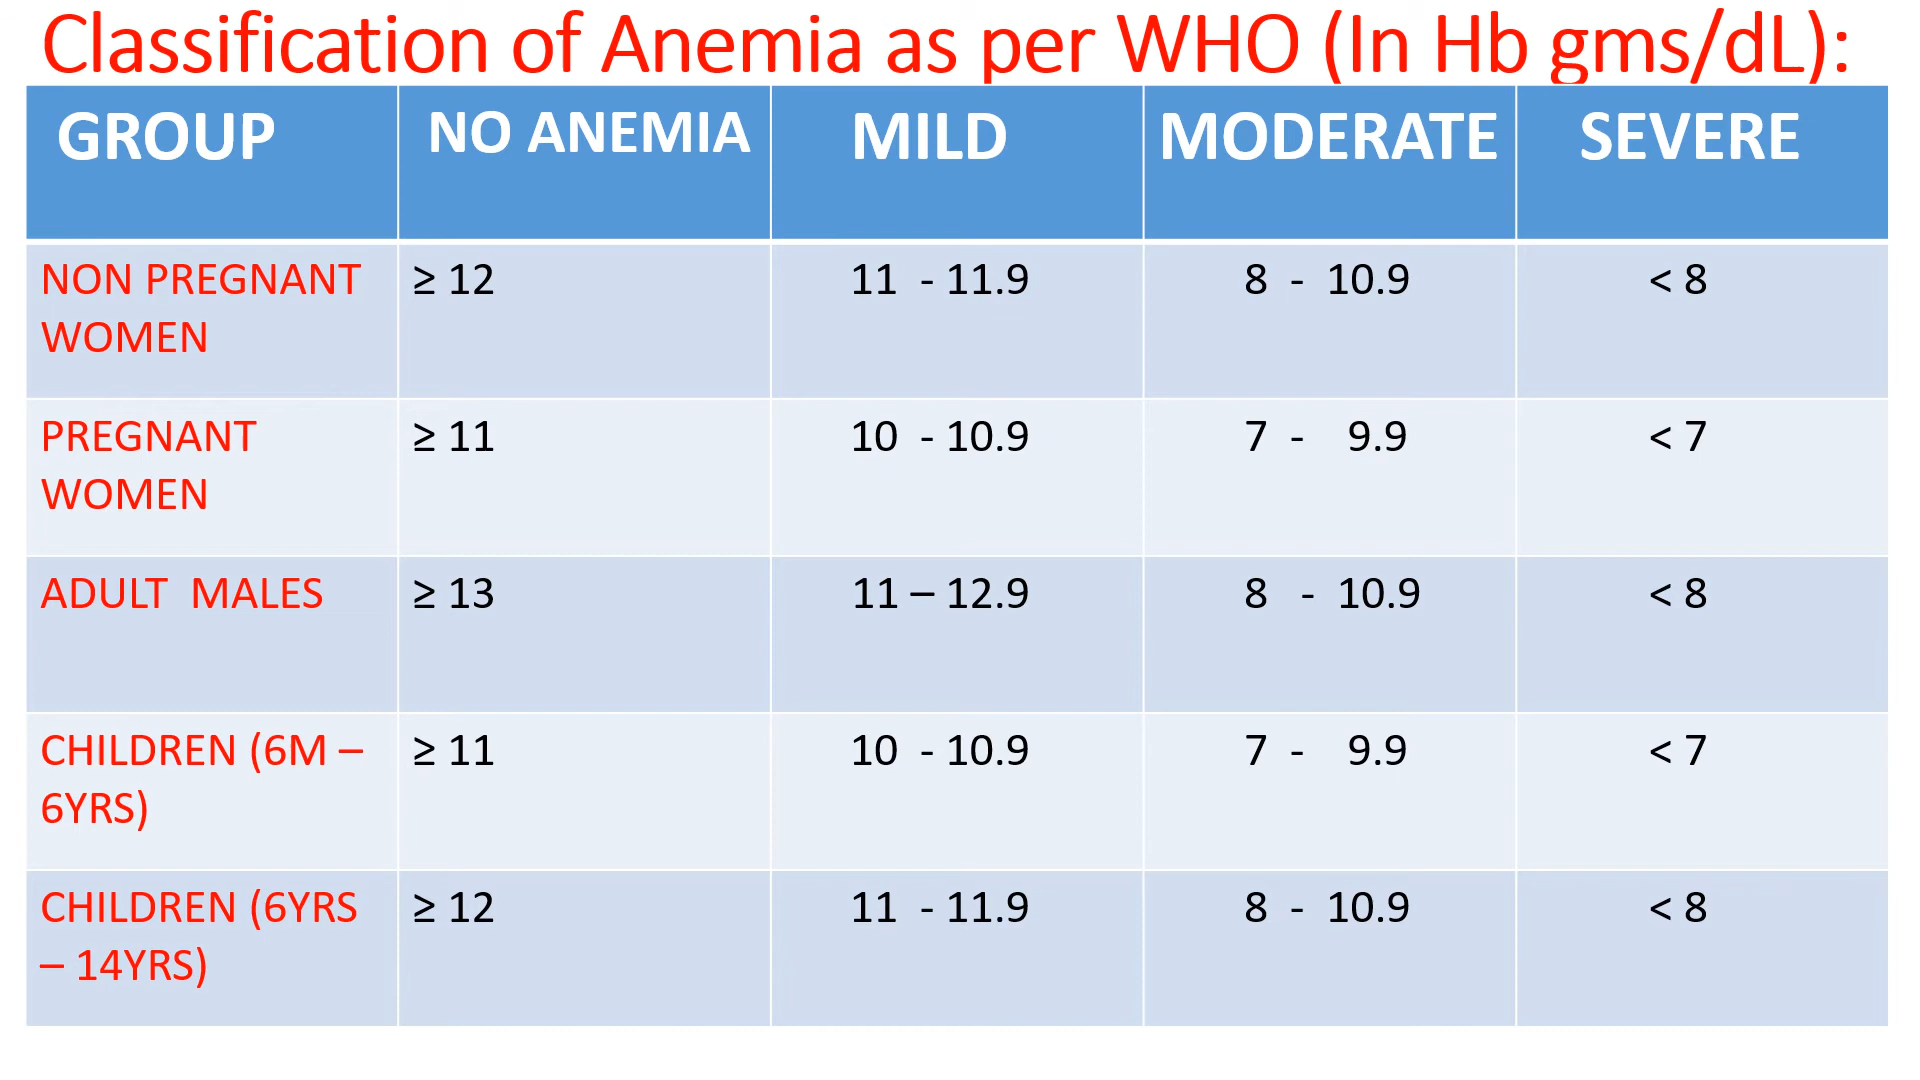 Classification of Anemia as per WHO (In Hb gms/dL):
GROUP NO ANEMIA MILD MODERATE SEVERE
NON PREGNANT WOMEN ≥ 12 11 - 11.9 8 - 10.9 < 8
PREGNANT WOMEN ≥ 11 10 - 10.9 7 - 9.9 < 7
ADULT MALES ≥ 13 11 – 12.9 8 - 10.9 < 8
CHILDREN (6M – 6YRS) ≥ 11 10 - 10.9 7 - 9.9 < 7
CHILDREN (6YRS – 14YRS) ≥ 12 11 - 11.9 8 - 10.9 < 8